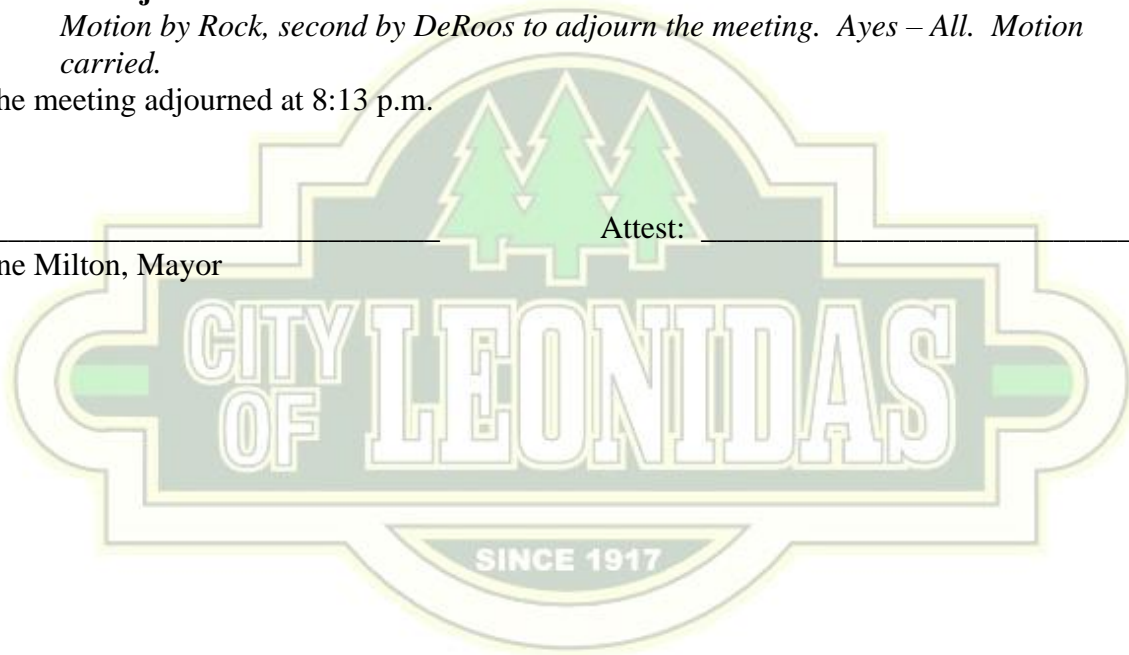 Motion by Rock, second by DeRoos to adjourn the meeting.  Ayes – All.  Motion
carried.
he meeting adjourned at 8:13 p.m.
Attest:
ne Milton, Mayor
CITY
OF
LEONIDAS
SINCE 1917